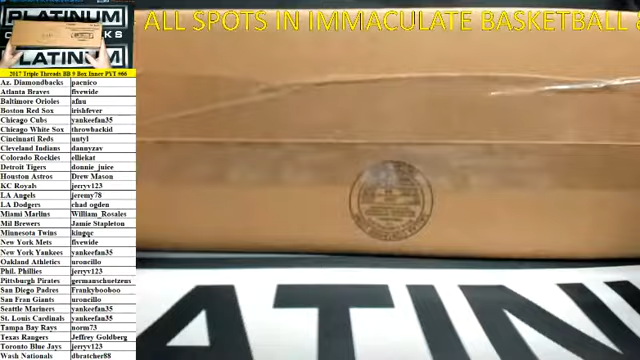 ALL SPOTS IN IMMACULATE BASKETBALL &
PLATINUM
PLATINUM
2017 Triple Threads BB 9 Box Inner PYT #66
Az. Diamondbacks pacnico
Atlanta Braves fivewide
Baltimore Orioles afnu
Boston Red Sox irishfever
Chicago Cubs yankeefan35
Chicago White Sox throwbackid
Cincinnati Reds untyl
Cleveland Indians dannyzav
Colorado Rockies elliekat
Detroit Tigers donnie_juice
Houston Astros Drew Mason
KC Royals jerryv123
LA Angels jeremy78
LA Dodgers chad ogden
Miami Marlins William_Rosales
Mil Brewers Jamie Stapleton
Minnesota Twins kingqc
New York Mets fivewide
New York Yankees yankeefan35
Oakland Athletics uroncillo
Phil. Phillies jerryv123
Pittsburgh Pirates germanschnetzeus
San Diego Padres Frankybooboo
San Fran Giants uroncillo
Seattle Mariners yankeefan35
St. Louis Cardinals yankeefan35
Tampa Bay Rays norm73
Texas Rangers Jeffrey Goldberg
Toronto Blue Jays jerryv123
Wash Nationals dbratcher88
ATIN